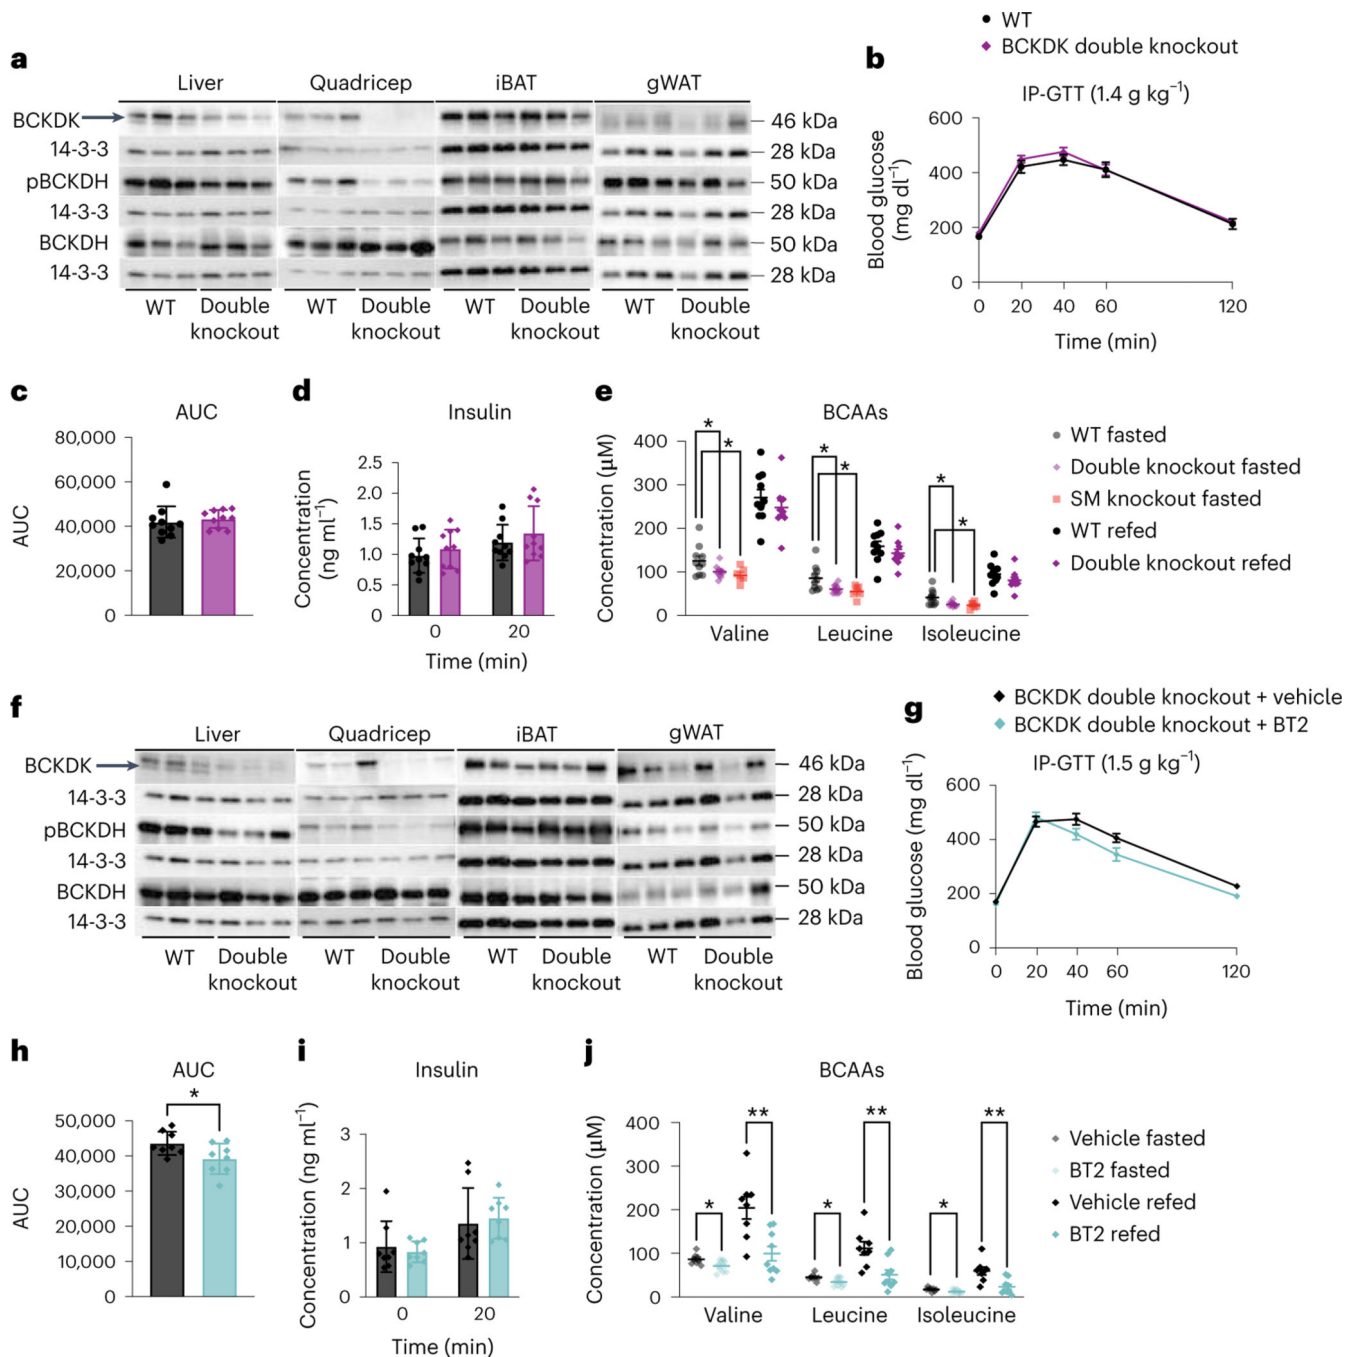 WT
BCKDK double knockout
a
Liver Quadricep iBAT gWAT
BCKDK
46 kDa
14-3-3
28 kDa
pBCKDH
50 kDa
14-3-3
28 kDa
BCKDH
50 kDa
14-3-3
28 kDa
WT Double knockout WT Double knockout WT Double knockout WT Double knockout
b
IP-GTT (1.4 g kg⁻¹)
Blood glucose
(mg dl⁻¹)
600
400
200
0
0 20 40 60 120
Time (min)
c
AUC
AUC
80,000
60,000
40,000
20,000
0
d
Insulin
Concentration
(ng ml⁻¹)
2.5
2.0
1.5
1.0
0.5
0
0 20
Time (min)
e
BCAAs
Concentration (μM)
400
300
200
100
0
* * * * * *
Valine Leucine Isoleucine
WT fasted
Double knockout fasted
SM knockout fasted
WT refed
Double knockout refed
f
Liver Quadricep iBAT gWAT
BCKDK
46 kDa
14-3-3
28 kDa
pBCKDH
50 kDa
14-3-3
28 kDa
BCKDH
50 kDa
14-3-3
28 kDa
WT Double knockout WT Double knockout WT Double knockout WT Double knockout
BCKDK double knockout + vehicle
BCKDK double knockout + BT2
g
IP-GTT (1.5 g kg⁻¹)
Blood glucose (mg dl⁻¹)
600
400
200
0
0 20 40 60 120
Time (min)
h
AUC
*
AUC
50,000
40,000
30,000
20,000
10,000
0
i
Insulin
Concentration (ng ml⁻¹)
3
2
1
0
0 20
Time (min)
j
BCAAs
Concentration (μM)
400
300
200
100
0
* ** * ** * **
Valine Leucine Isoleucine
Vehicle fasted
BT2 fasted
Vehicle refed
BT2 refed